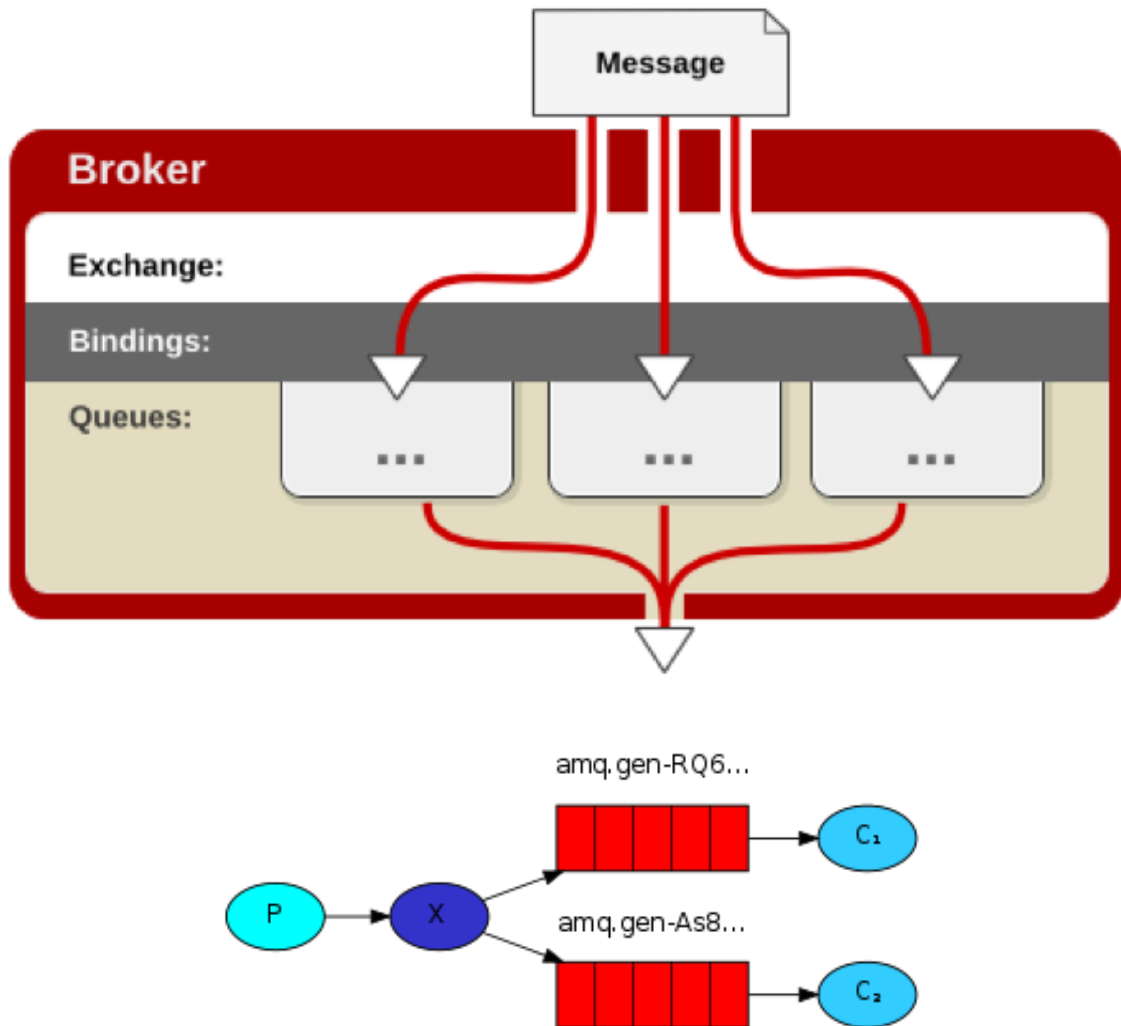 Message
Broker
Exchange:
Bindings:
Queues:
...
...
...
amq.gen-RQ6...
C₁
P
X
amq.gen-As8...
C₂